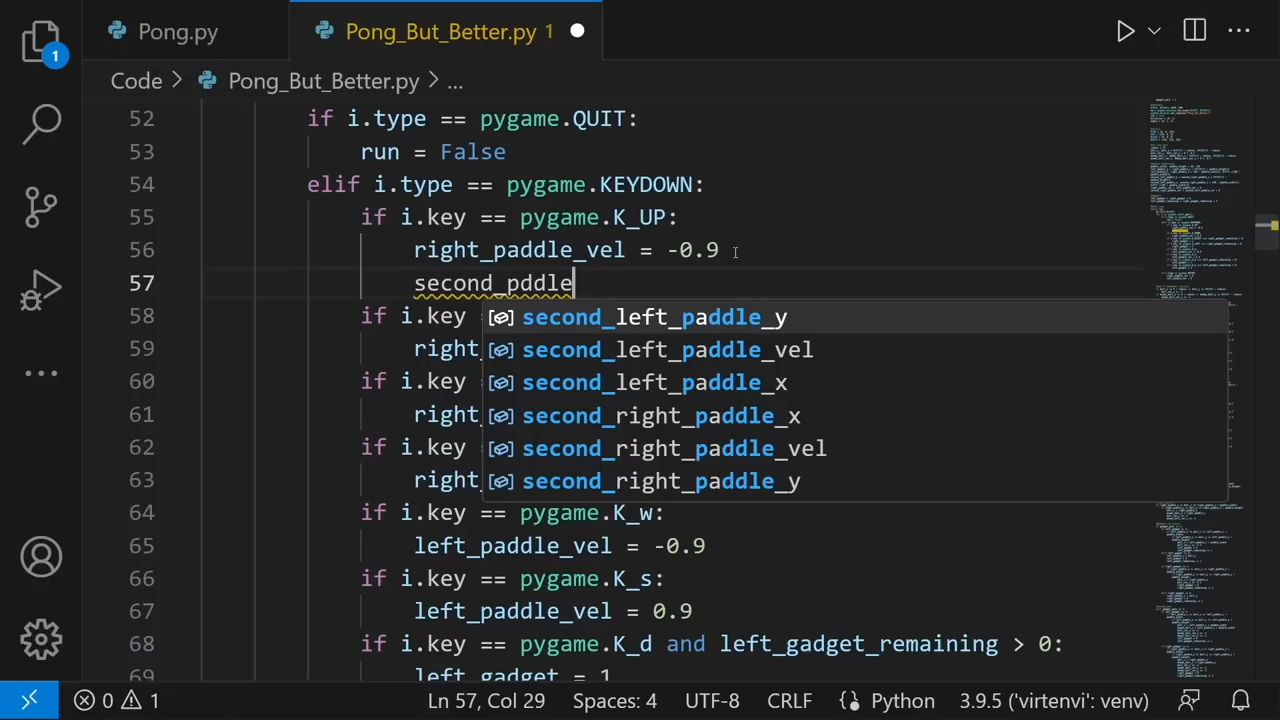 1
Pong.py
Pong_But_Better.py 1
Code > Pong_But_Better.py > ...
52 if i.type == pygame.QUIT:
53 run = False
54 elif i.type == pygame.KEYDOWN:
55 if i.key == pygame.K_UP:
56 right_paddle_vel = -0.9
57 second_pddle
58 if i.key
second_left_paddle_y
59 right_
second_left_paddle_vel
60 if i.key
second_left_paddle_x
61 right_
second_right_paddle_x
62 if i.key
second_right_paddle_vel
63 right_
second_right_paddle_y
64 if i.key == pygame.K_w:
65 left_paddle_vel = -0.9
66 if i.key == pygame.K_s:
67 left_paddle_vel = 0.9
68 if i.key == pygame.K_d and left_gadget_remaining > 0:
69 left_gadget = 1
0 1 Ln 57, Col 29 Spaces: 4 UTF-8 CRLF {} Python 3.9.5 ('virtenvi': venv)